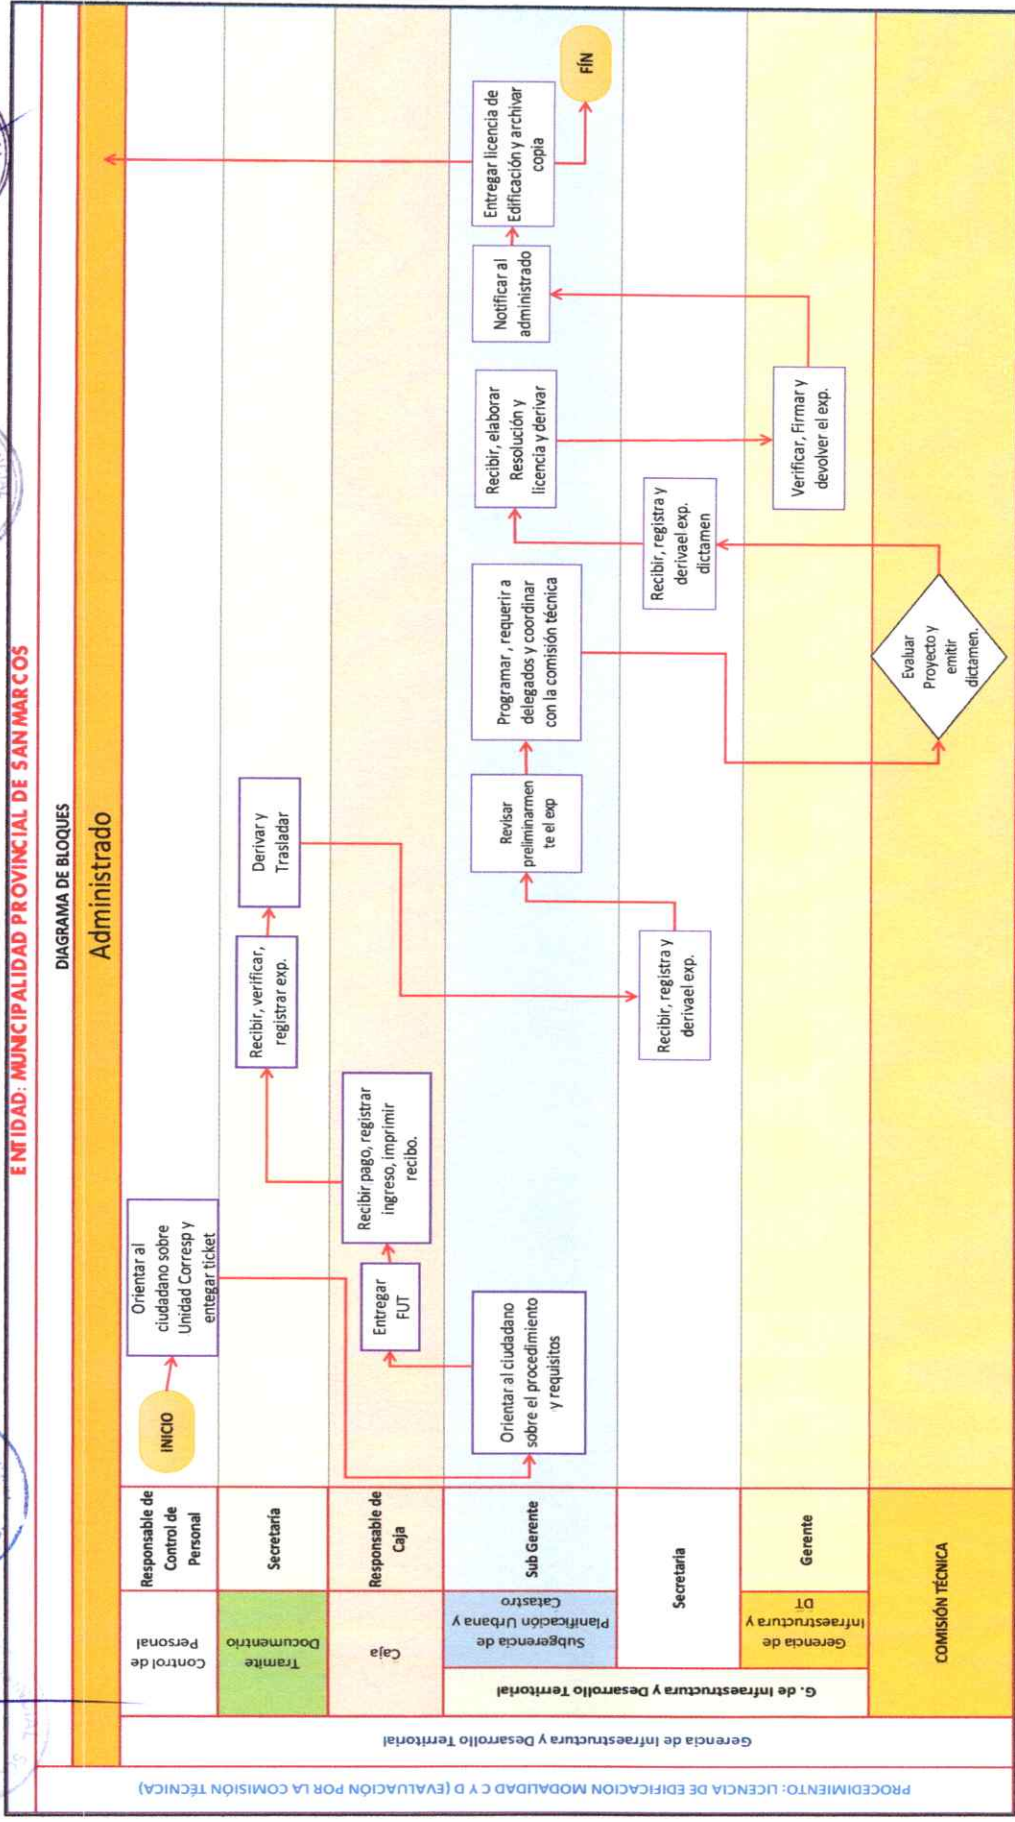 ENTIDAD: MUNICIPALIDAD PROVINCIAL DE SAN MARCOS
DIAGRAMA DE BLOQUES
Administrado
PROCEDIMIENTO: LICENCIA DE EDIFICACION MODALIDAD C Y D (EVALUACIÓN POR LA COMISIÓN TÉCNICA)
Gerencia de Infraestructura y Desarrollo Territorial
Control de
Personal
Responsable de
Control de
Personal
INICIO
Orientar al
ciudadano sobre
Unidad Corresp y
entegar ticket
Tramite
Documentrio
Secretaría
Recibir, verificar,
registrar exp.
Derivar y
Trasladar
Caja
Responsable de
Caja
Entregar
FUT
Recibir pago, registrar
ingreso, imprimir
recibo.
G. de Infraestructura y Desarrollo Territorial
Subgerencia de
Planificación Urbana y
Catastro
Sub Gerente
Orientar al ciudadano
sobre el procedimiento
y requisitos
Revisar
preliminarmen
te el exp
Programar , requerir a
delegados y coordinar
con la comisión técnica
Recibir, elaborar
Resolución y
licencia y derivar
Notificar al
administrado
Entregar licencia de
Edificación y archivar
copia
FÍN
Secretaria
Recibir, registra y
derivael exp.
Recibir, registra y
derivael exp.
dictamen
Gerencia de
Infraestructura y
DT
Gerente
Verificar, Firmar y
devolver el exp.
COMISIÓN TÉCNICA
Evaluar
Proyecto y
emitir
dictamen.